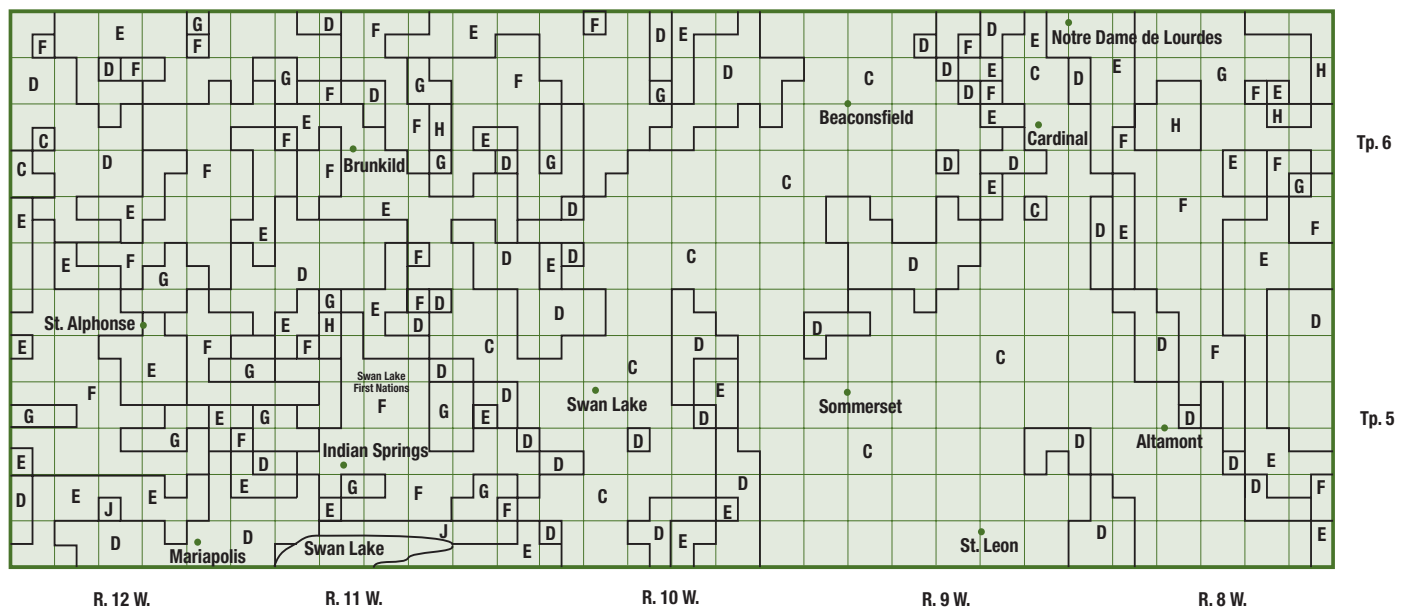 G D F E F
E D E D F D E Notre Dame de Lourdes
F F
D D F G G F D C D E C D E G H
F D G D F F E
F H E Beaconsfield E H H
C F E Cardinal F Tp. 6
C D F F Brunkild G D G D D E F
C E G
E E E D C F
E D E F
E F G D F D E D C D E
G E F D D
St. Alphonse E H D D D
E F F C D C D F
E G Swan Lake D C
First Nations
F F D Swan Lake E Sommerset
G E G G E D D Tp. 5
G F Indian Springs D D C D Altamont
E D D D E
D E E E G F G C D D F
J E F E
D D J D D E D E
Mariapolis Swan Lake E St. Leon
R. 12 W. R. 11 W. R. 10 W. R. 9 W. R. 8 W.